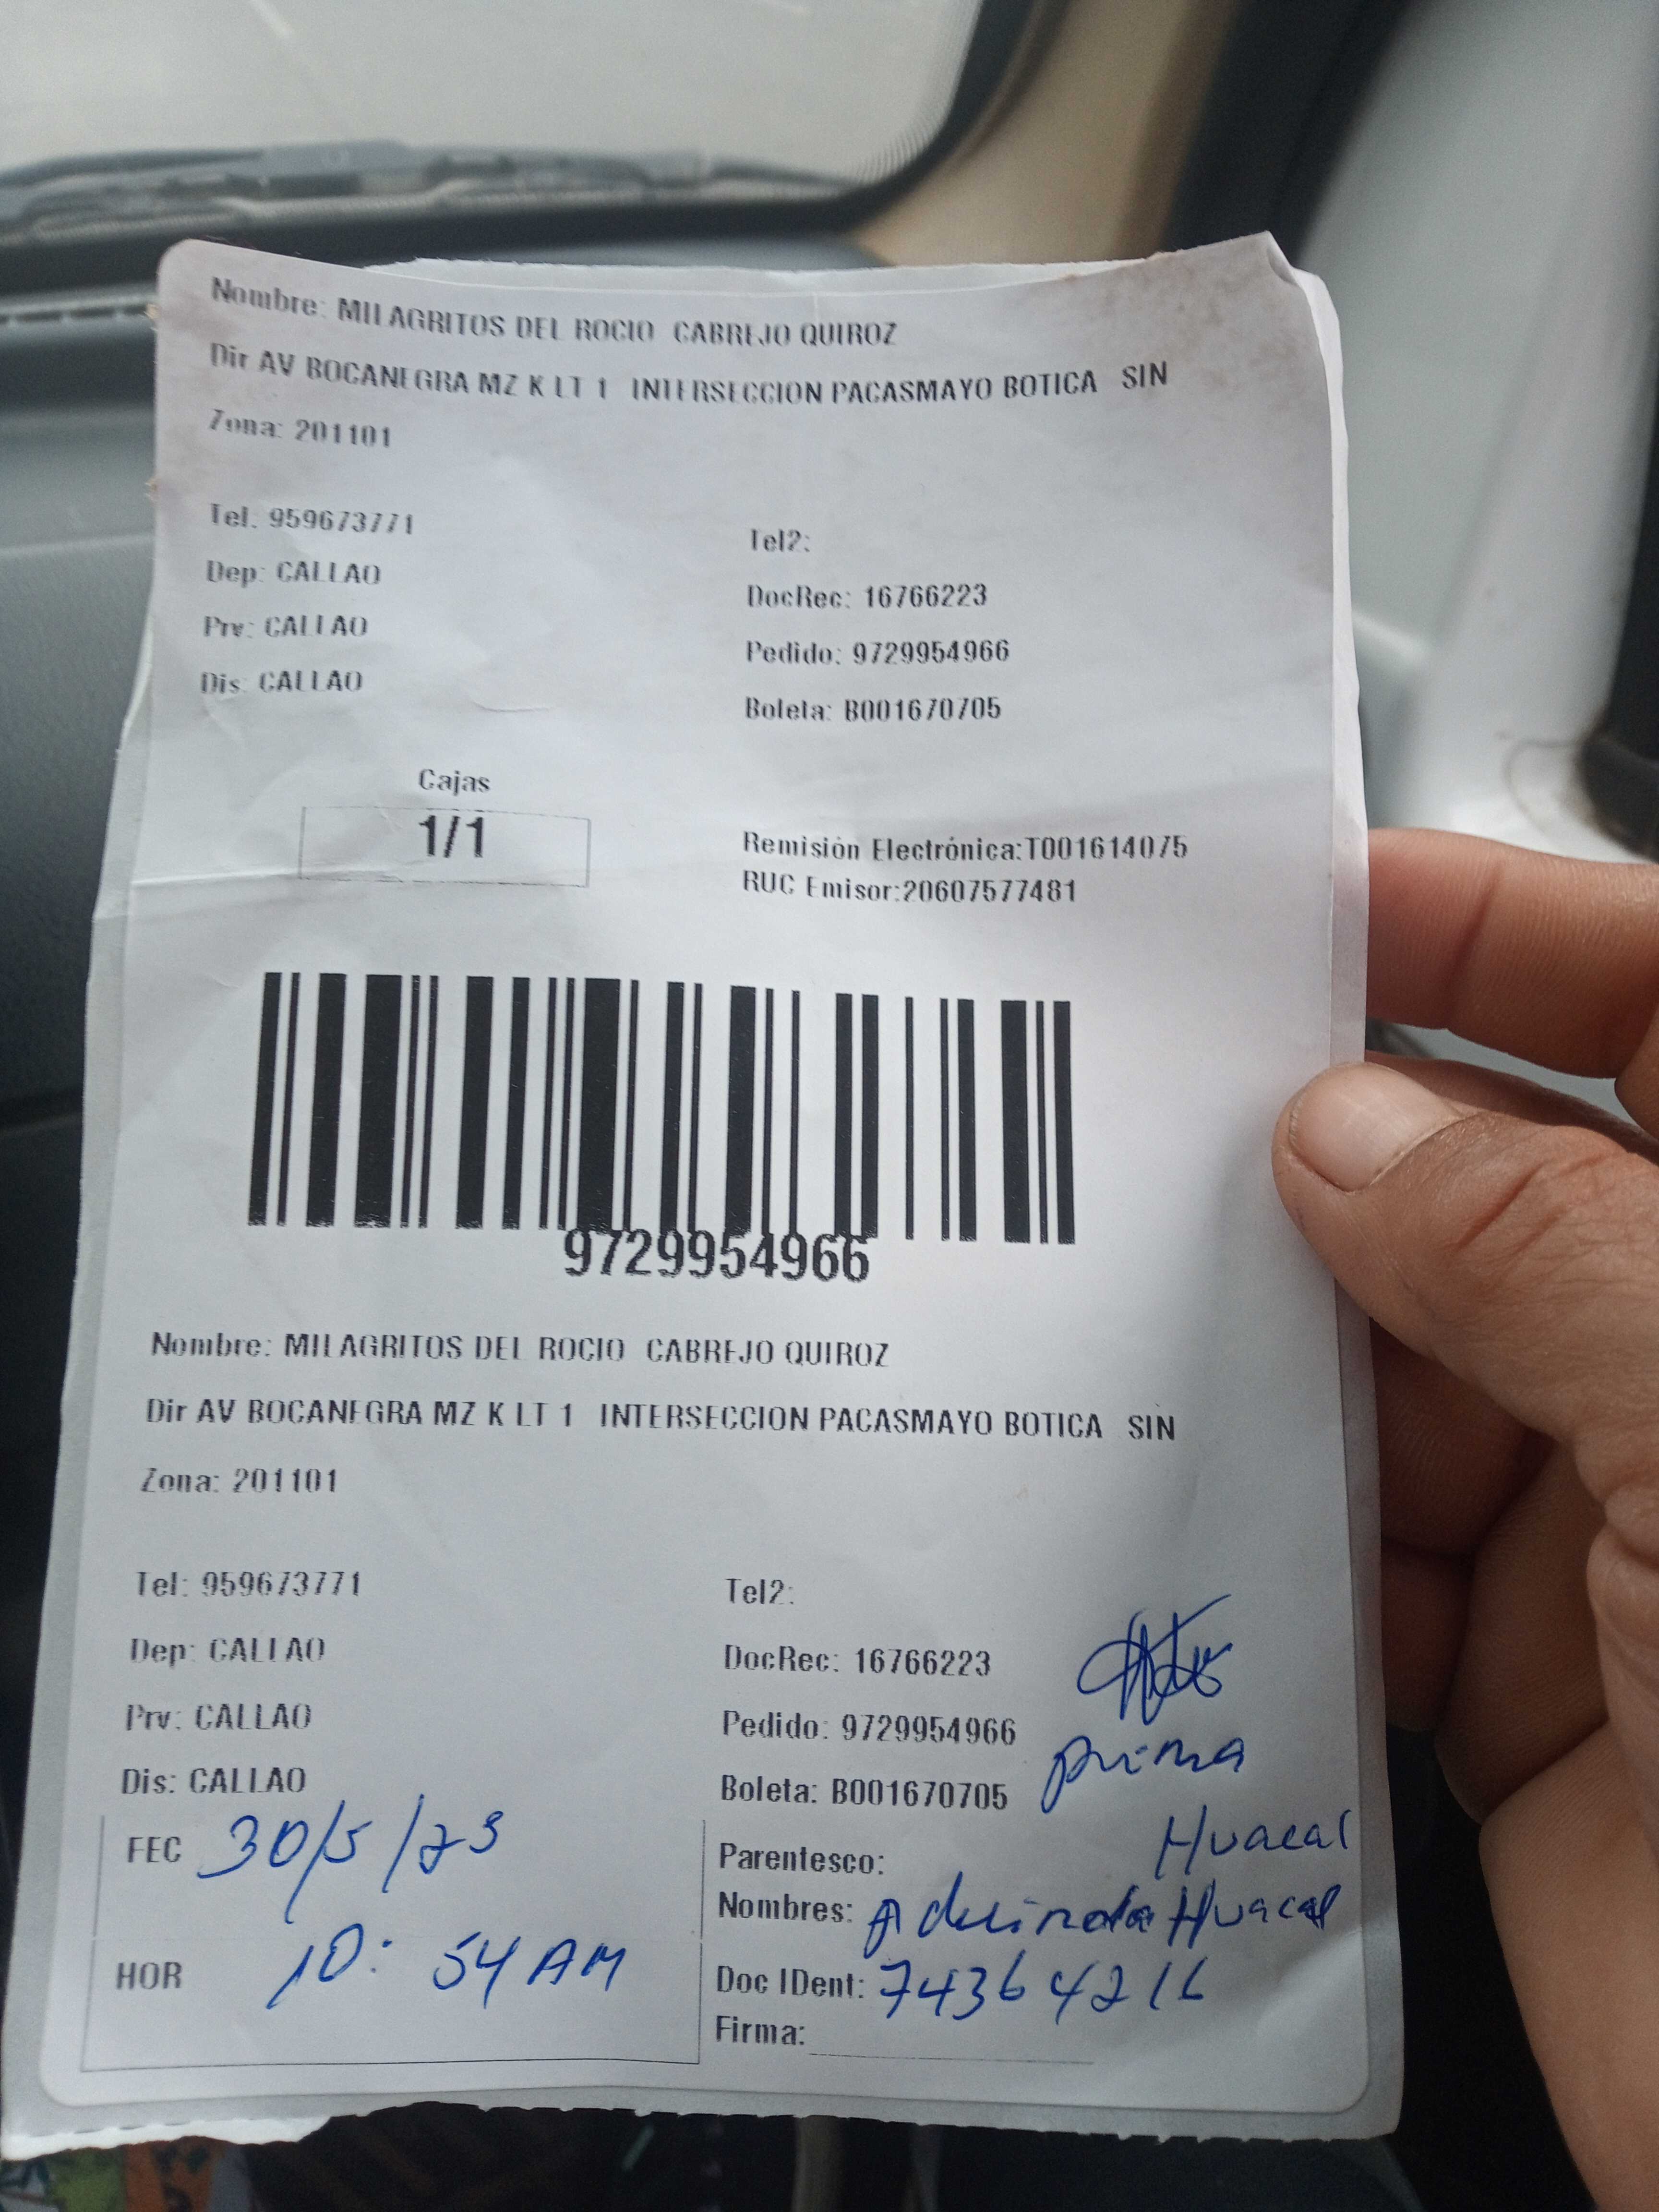 Nombre: MILAGRITOS DEL ROCIO CABREJO QUIROZ
Dir AV BOCANEGRA MZ K LT 1 INTERSECCION PACASMAYO BOTICA SIN
Zona: 201101
Tel: 959673771
Tel2:
Dep: CALLAO
DocRec: 16766223
Prv: CALLAO
Pedido: 9729954966
Dis: CALLAO
Boleta: B001670705
Cajas
1/1
Remisión Electrónica:T001614075
RUC Emisor:20607577481
9729954966
Nombre: MILAGRITOS DEL ROCIO CABREJO QUIROZ
Dir AV BOCANEGRA MZ K LT 1 INTERSECCION PACASMAYO BOTICA SIN
Zona: 201101
Tel: 959673771
Tel2:
Dep: CALLAO
DocRec: 16766223
Prv: CALLAO
Pedido: 9729954966
prima
Dis: CALLAO
Boleta: B001670705
FEC 30/5/23
Huacal
Parentesco:
Nombres: Huacal
HOR 10:54 AM
Doc IDent: 74364216
Firma: